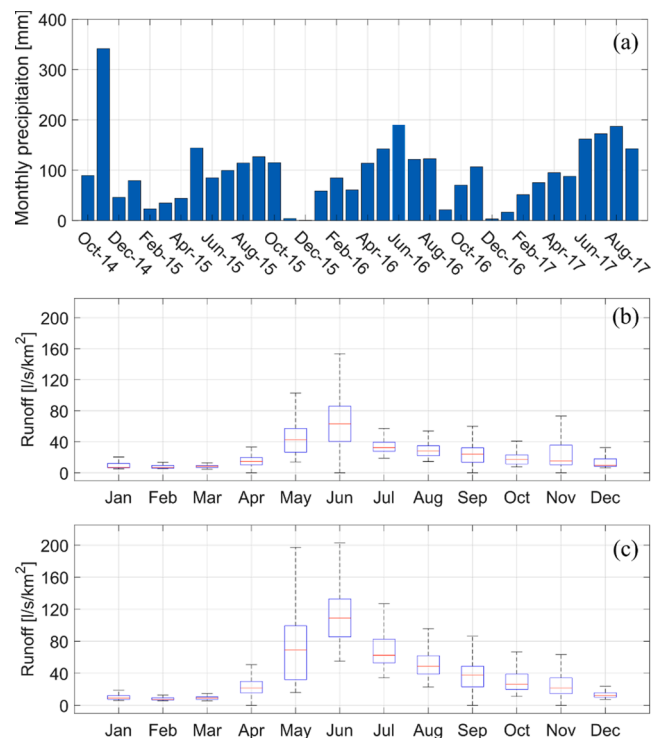 (a)
Monthly precipitaiton [mm]
400
300
200
100
0
Oct-14 Dec-14 Feb-15 Apr-15 Jun-15 Aug-15 Oct-15 Dec-15 Feb-16 Apr-16 Jun-16 Aug-16 Oct-16 Dec-16 Feb-17 Apr-17 Jun-17 Aug-17
(b)
Runoff [l/s/km²]
200
160
120
80
40
0
Jan Feb Mar Apr May Jun Jul Aug Sep Oct Nov Dec
(c)
Runoff [l/s/km²]
200
160
120
80
40
0
Jan Feb Mar Apr May Jun Jul Aug Sep Oct Nov Dec